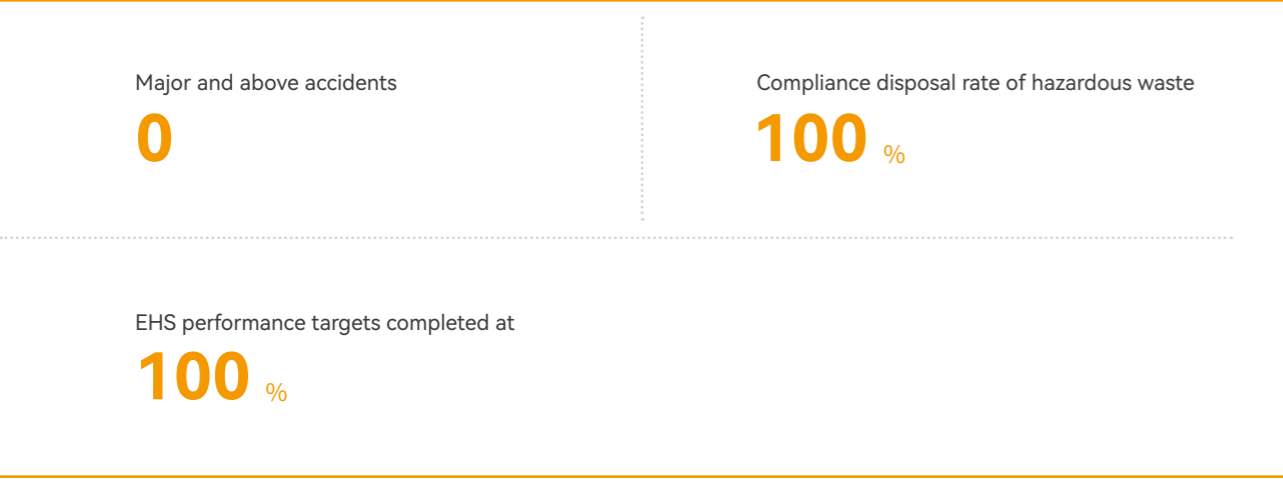 Major and above accidents
0
Compliance disposal rate of hazardous waste
100 %
EHS performance targets completed at
100 %